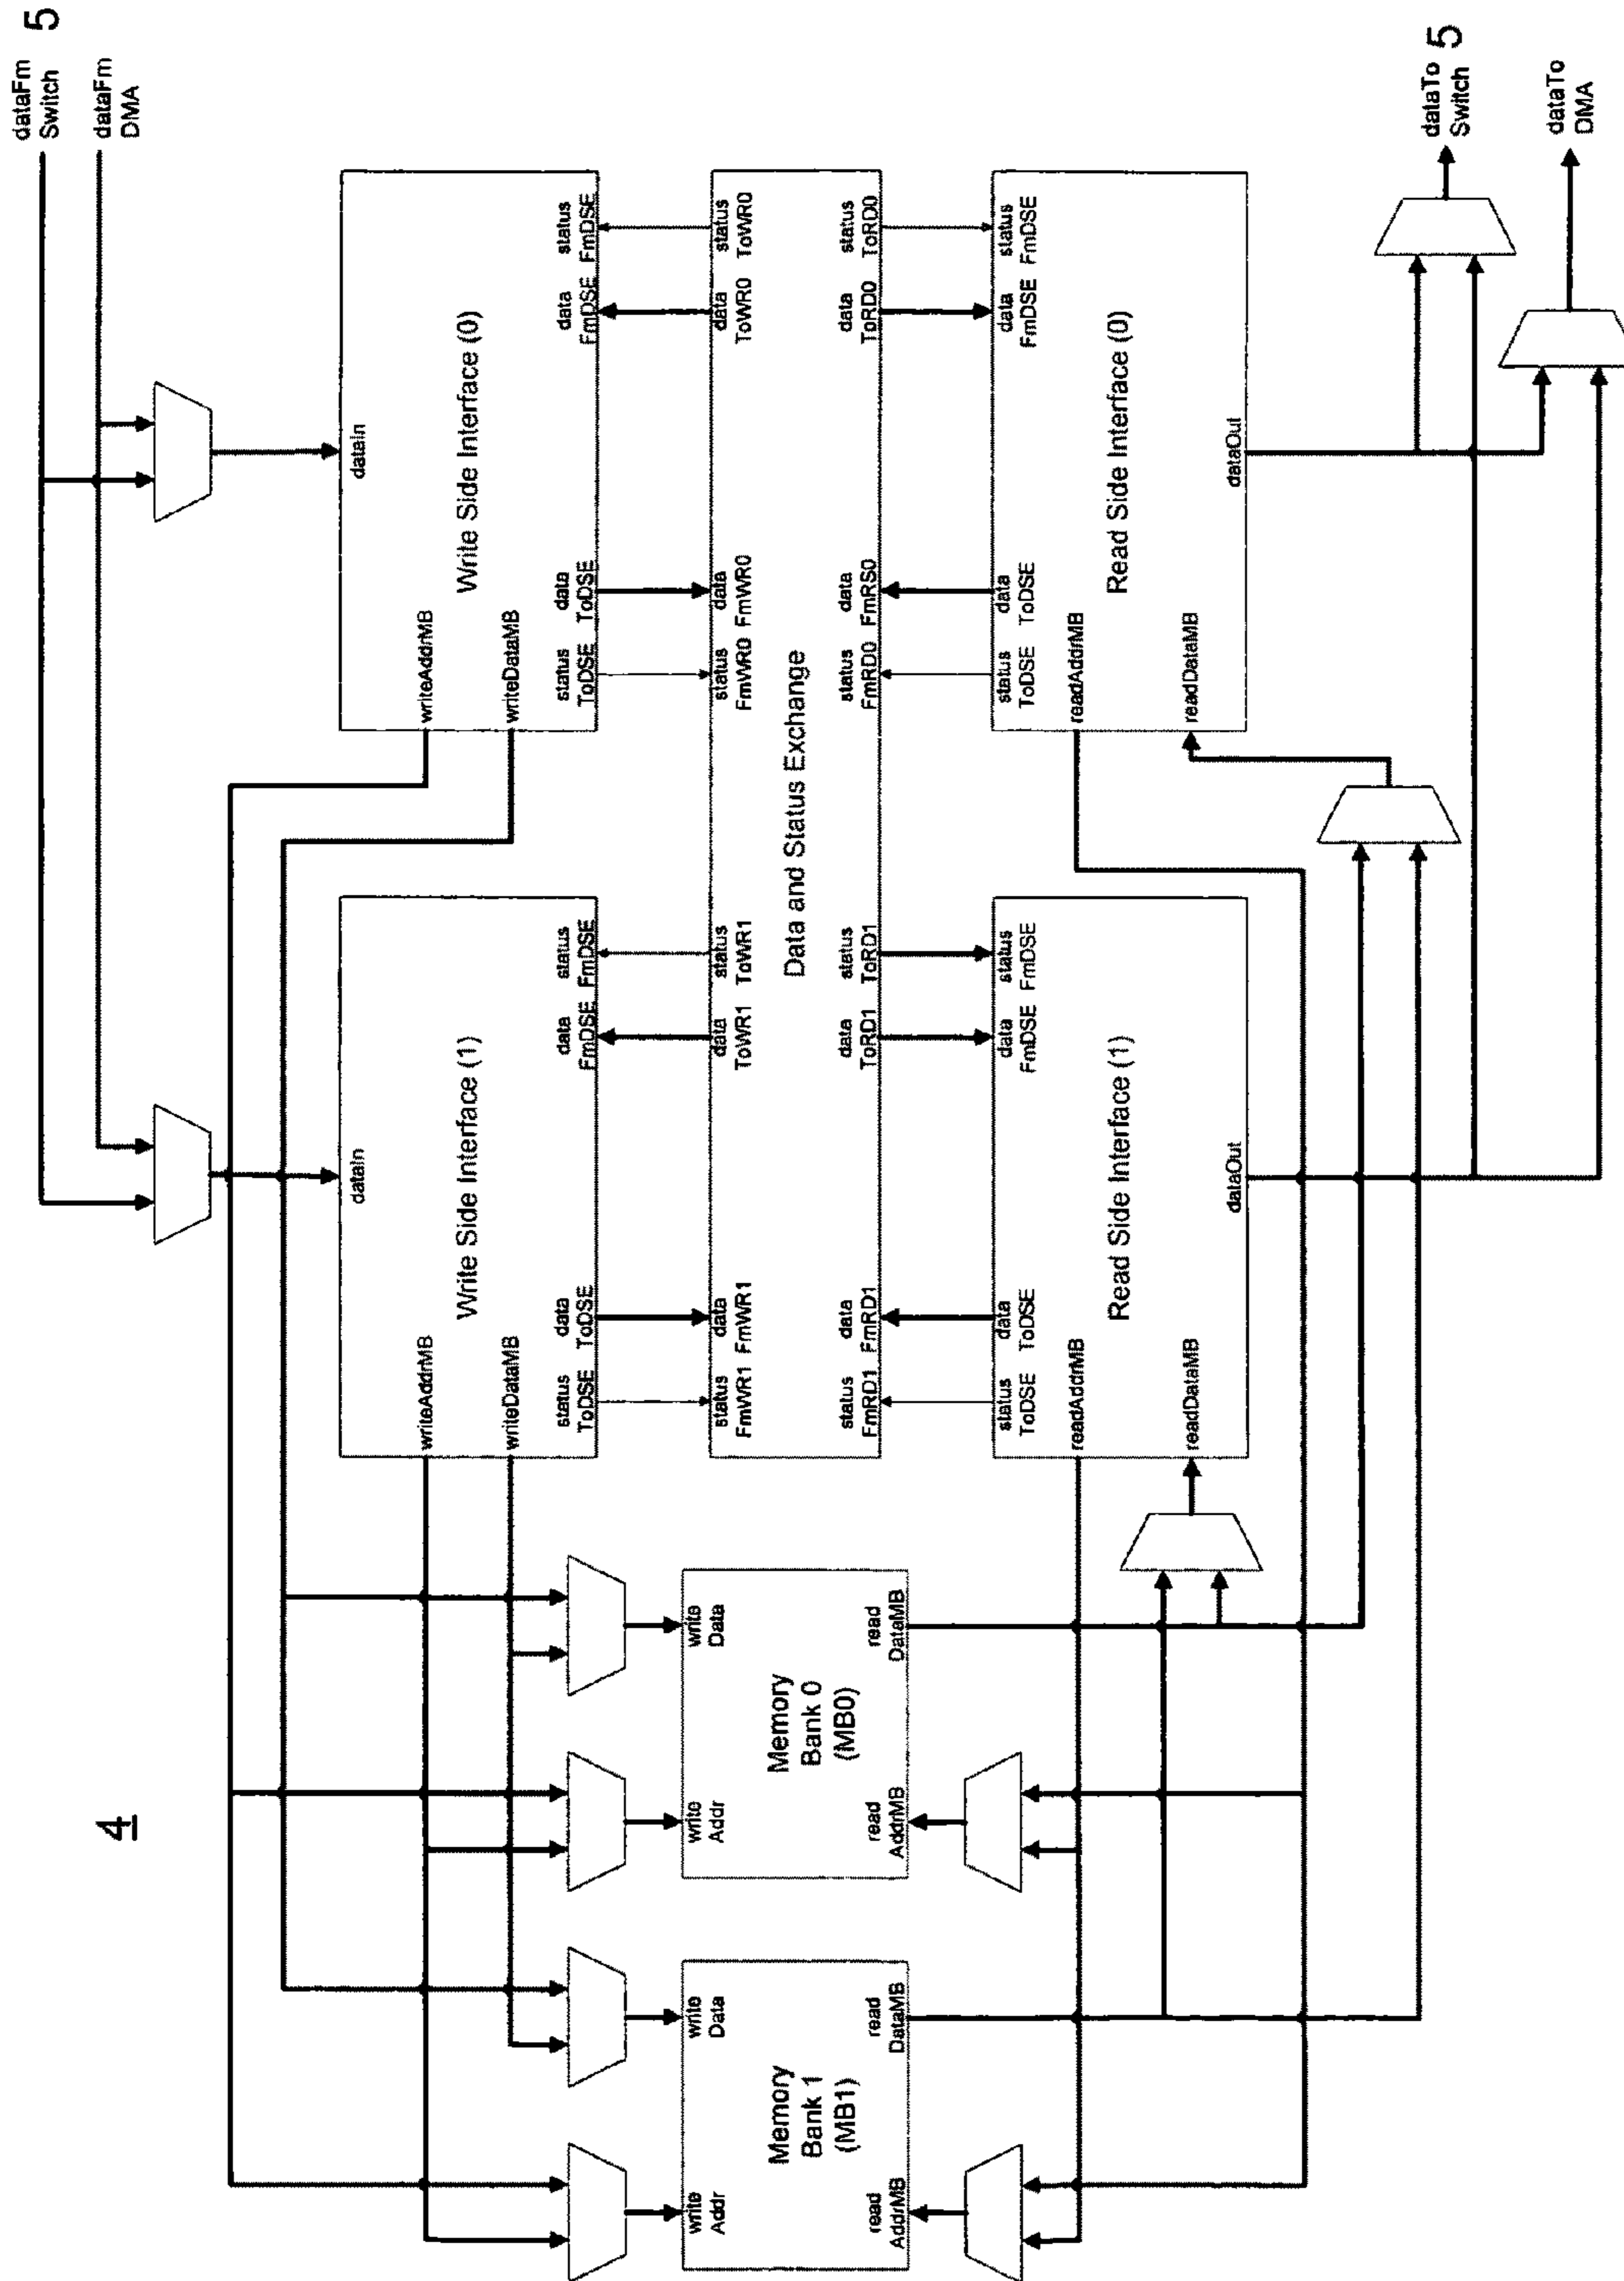 4
dataFm
Switch
5
dataFm
DMA
dataIn
dataIn
writeAddrMB
writeDataMB
Write Side Interface (1)
status
ToDSE
data
ToDSE
data
FmDSE
status
FmDSE
writeAddrMB
writeDataMB
Write Side Interface (0)
status
ToDSE
data
ToDSE
data
FmDSE
status
FmDSE
write
Addr
write
Data
Memory
Bank 1
(MB1)
read
AddrMB
read
DataMB
write
Addr
write
Data
Memory
Bank 0
(MB0)
read
AddrMB
read
DataMB
status
FmWR1
data
FmWR1
data
ToWR1
status
ToWR1
status
FmWR0
data
FmWR0
data
ToWR0
status
ToWR0
Data and Status Exchange
status
FmRD1
data
FmRD1
data
ToRD1
status
ToRD1
status
FmRD0
data
FmRS0
data
ToRD0
status
ToRD0
status
ToDSE
data
ToDSE
data
FmDSE
status
FmDSE
readAddrMB
Read Side Interface (1)
readDataMB
dataOut
status
ToDSE
data
ToDSE
data
FmDSE
status
FmDSE
readAddrMB
Read Side Interface (0)
readDataMB
dataOut
dataTo
Switch
5
dataTo
DMA